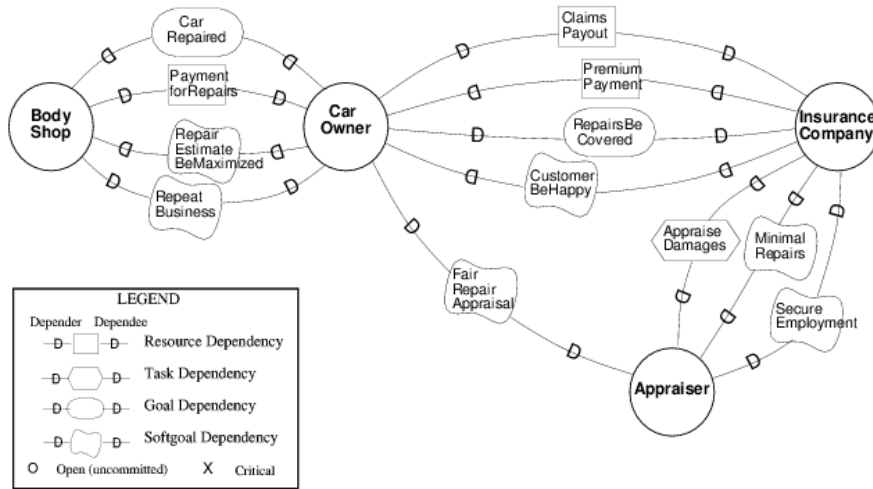 Car
Repaired
Payment
forRepairs
Body
Shop
Car
Owner
Repair
Estimate
BeMaximized
Repeat
Business
Claims
Payout
Premium
Payment
RepairsBe
Covered
Customer
BeHappy
Insurance
Company
Appraise
Damages
Minimal
Repairs
Fair
Repair
Appraisal
Secure
Employment
Appraiser
LEGEND
Depender Dependee
D D Resource Dependency
D D Task Dependency
D D Goal Dependency
D D Softgoal Dependency
O Open (uncommitted) X Critical